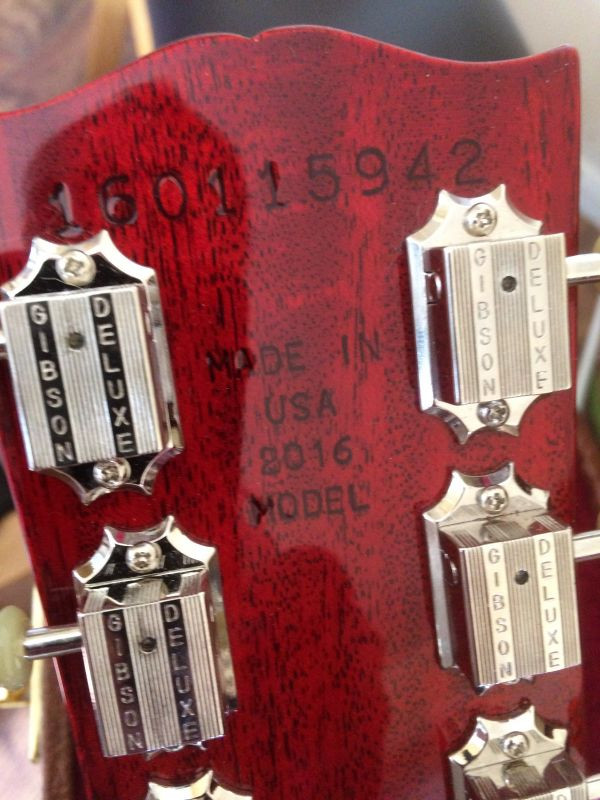 160115942
MADE IN
USA
2016
MODEL
GIBSON
DELUXE
GIBSON
DELUXE
GIBSON
DELUXE
GIBSON
DELUXE